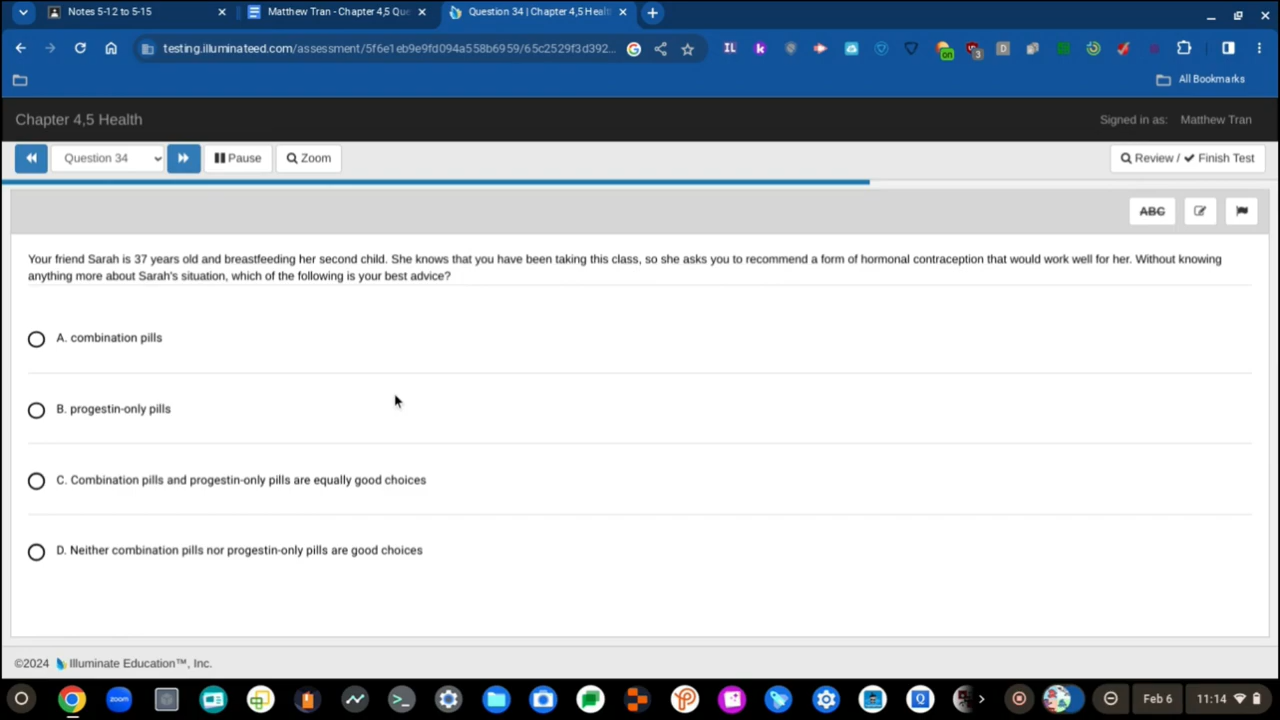 Notes 5-12 to 5-15
Matthew Tran - Chapter 4,5 Qu
Question 34 | Chapter 4,5 Heal
testing.illuminateed.com/assessment/5f6e1eb9e9fd094a558b6959/65c2529f3d392...
All Bookmarks
Chapter 4,5 Health
Signed in as: Matthew Tran
Question 34
Pause
Zoom
Review / Finish Test
ABC
Your friend Sarah is 37 years old and breastfeeding her second child. She knows that you have been taking this class, so she asks you to recommend a form of hormonal contraception that would work well for her. Without knowing
anything more about Sarah's situation, which of the following is your best advice?
A. combination pills
B. progestin-only pills
C. Combination pills and progestin-only pills are equally good choices
D. Neither combination pills nor progestin-only pills are good choices
©2024 Illuminate Education™, Inc.
zoom
Feb 6
11:14